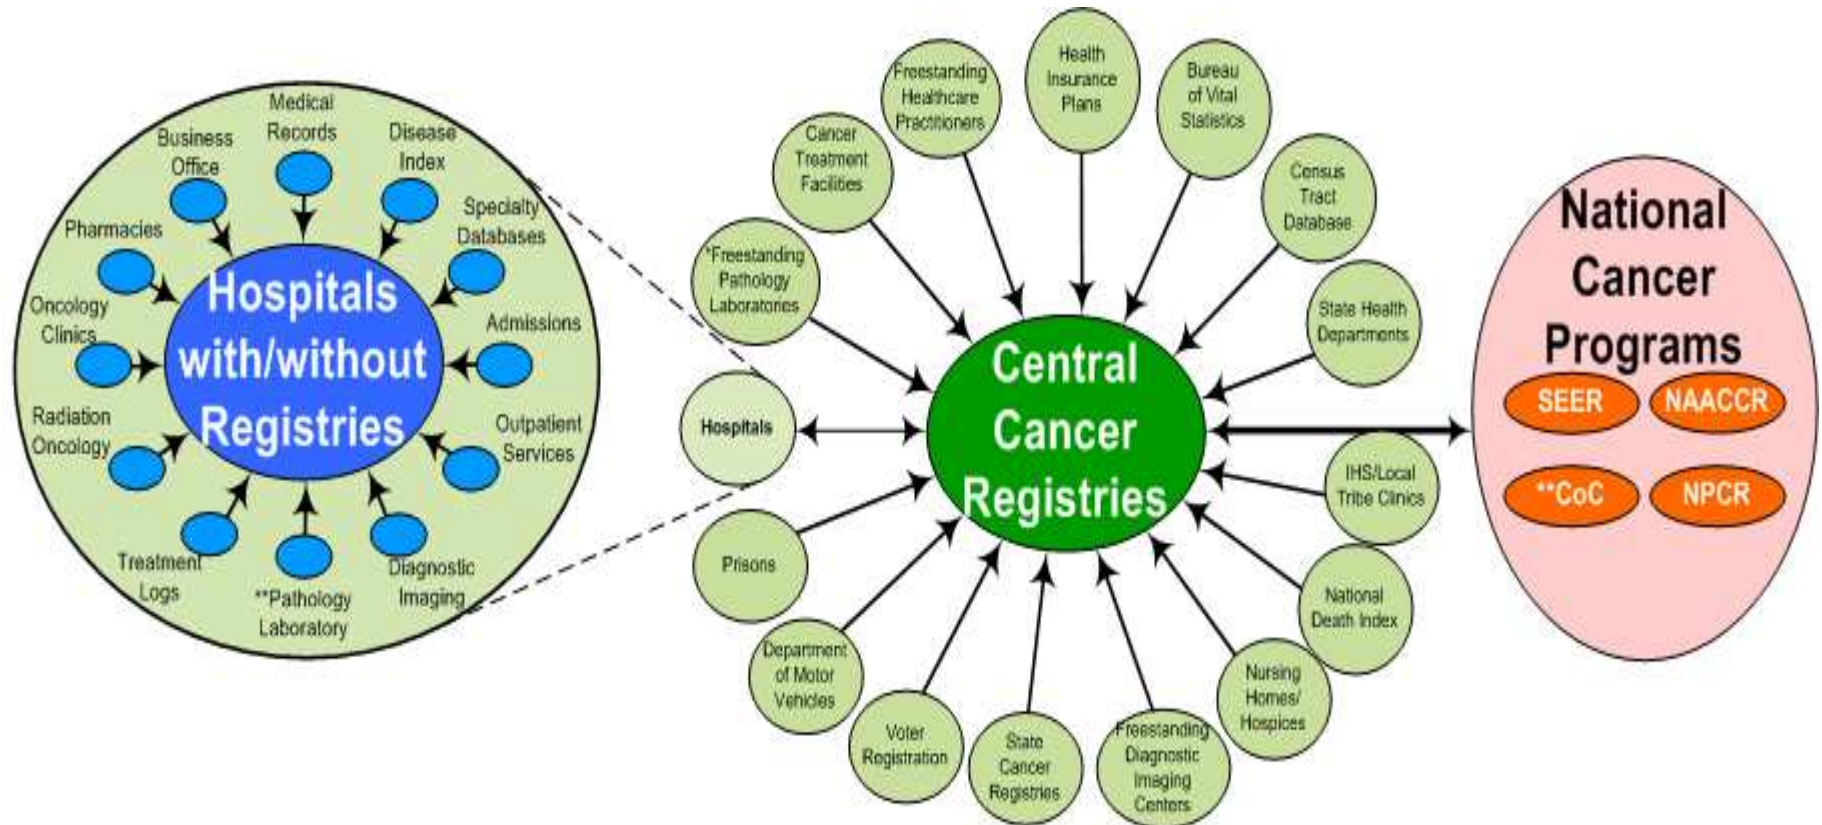 Medical
Records
Business
Office
Disease
Index
Pharmacies
Specialty
Databases
Oncology
Clinics
Admissions
Radiation
Oncology
Outpatient
Services
Treatment
Logs
**Pathology
Laboratory
Diagnostic
Imaging
Hospitals
with/without
Registries
Health
Insurance
Plans
Freestanding
Healthcare
Practitioners
Bureau
of Vital
Statistics
Cancer
Treatment
Facilities
Census
Tract
Database
*Freestanding
Pathology
Laboratories
State Health
Departments
Hospitals
Central
Cancer
Registries
IHS/Local
Tribe Clinics
Prisons
National
Death Index
Department
of Motor
Vehicles
Nursing
Homes/
Hospices
Voter
Registration
State
Cancer
Registries
Freestanding
Diagnostic
Imaging
Centers
National
Cancer
Programs
SEER
NAACCR
**CoC
NPCR